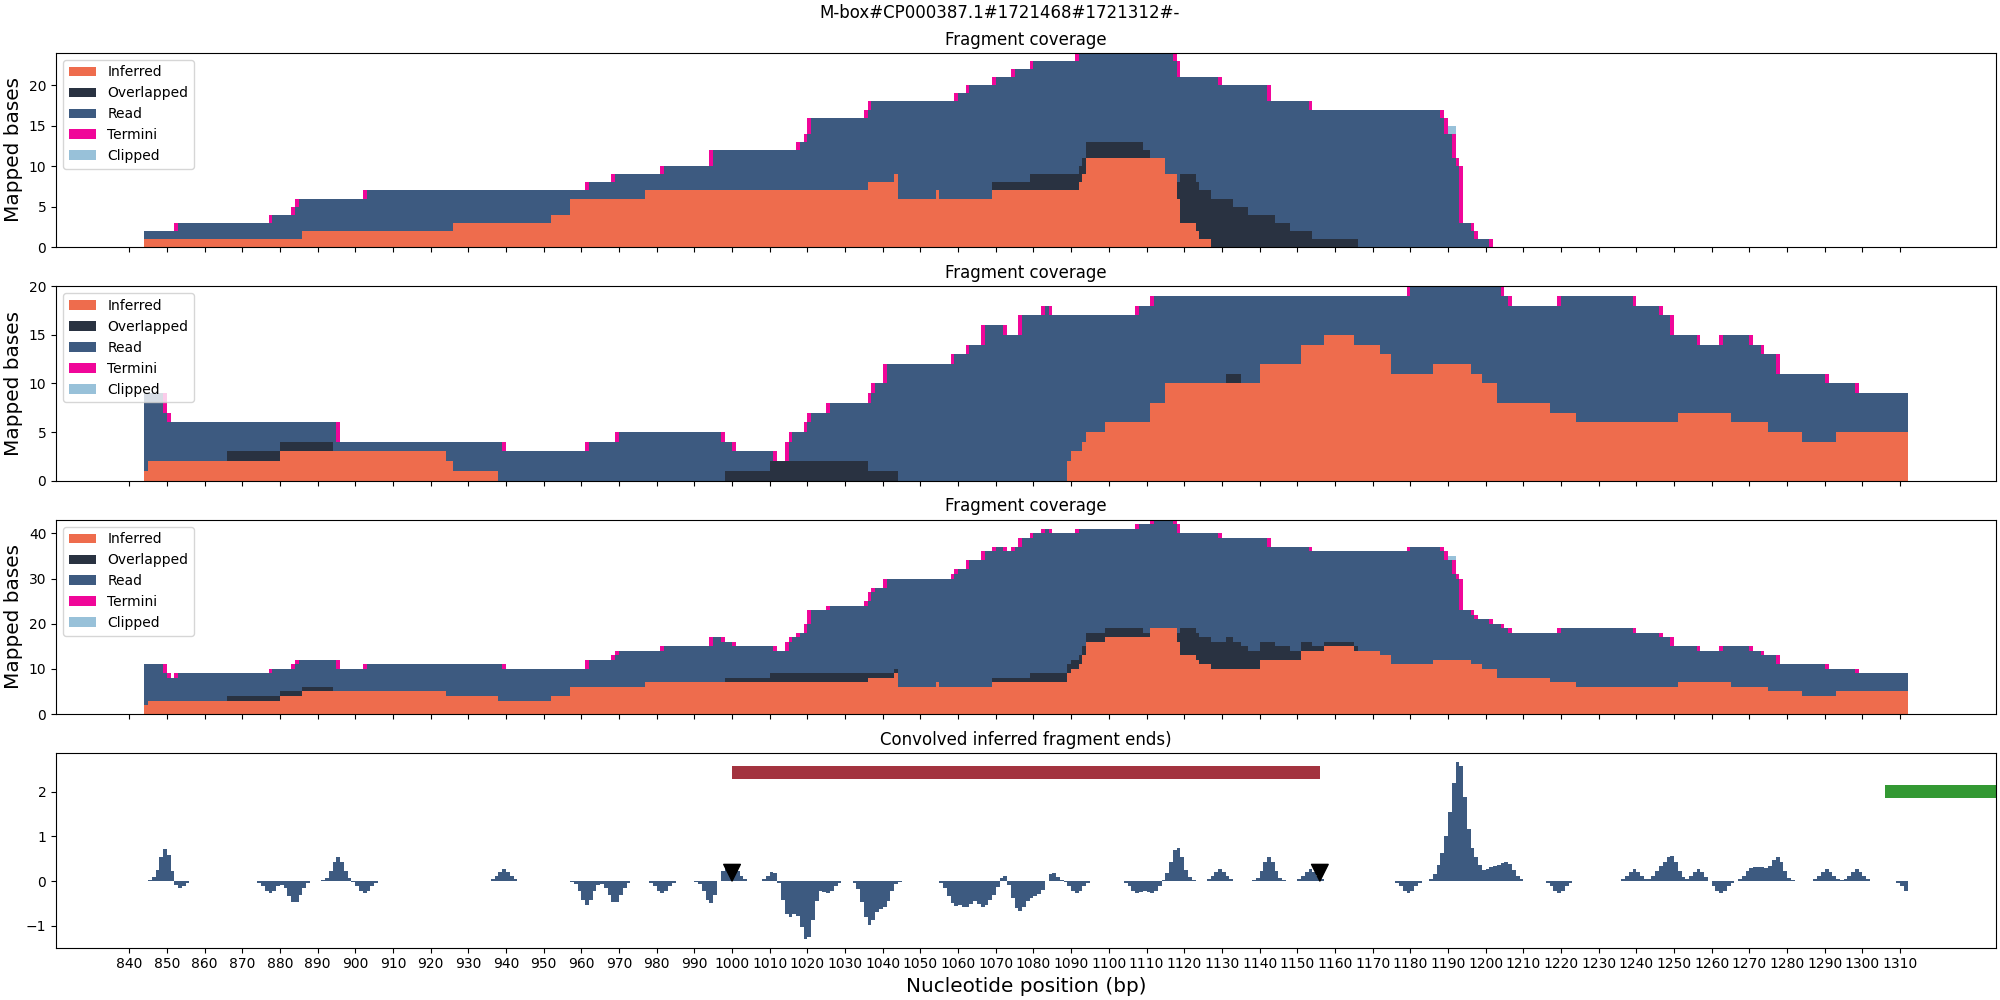 M-box#CP000387.1#1721468#1721312#-
Fragment coverage
Mapped bases
20
15
10
5
0
Inferred
Overlapped
Read
Termini
Clipped
Fragment coverage
Mapped bases
20
15
10
5
0
Inferred
Overlapped
Read
Termini
Clipped
Fragment coverage
Mapped bases
40
30
20
10
0
Inferred
Overlapped
Read
Termini
Clipped
Convolved inferred fragment ends)
2
1
0
−1
840 850 860 870 880 890 900 910 920 930 940 950 960 970 980 990 1000 1010 1020 1030 1040 1050 1060 1070 1080 1090 1100 1110 1120 1130 1140 1150 1160 1170 1180 1190 1200 1210 1220 1230 1240 1250 1260 1270 1280 1290 1300 1310
Nucleotide position (bp)